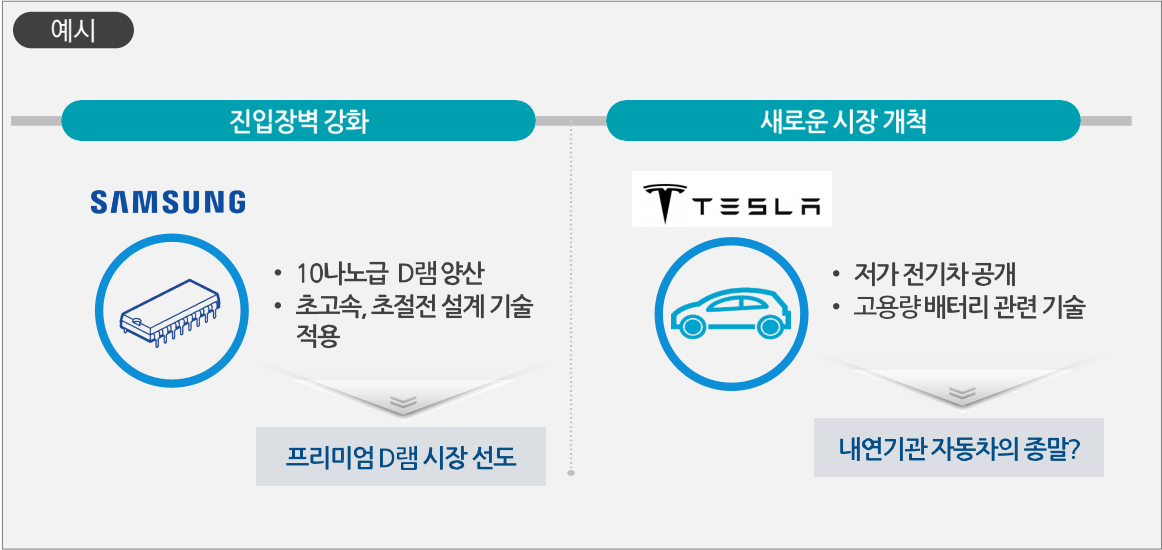 예시
진입장벽 강화
새로운 시장 개척
SAMSUNG
• 10나노급 D램 양산
• 초고속, 초절전 설계 기술
적용
프리미엄 D램 시장 선도
TESLA
• 저가 전기차 공개
• 고용량 배터리 관련 기술
내연기관 자동차의 종말?